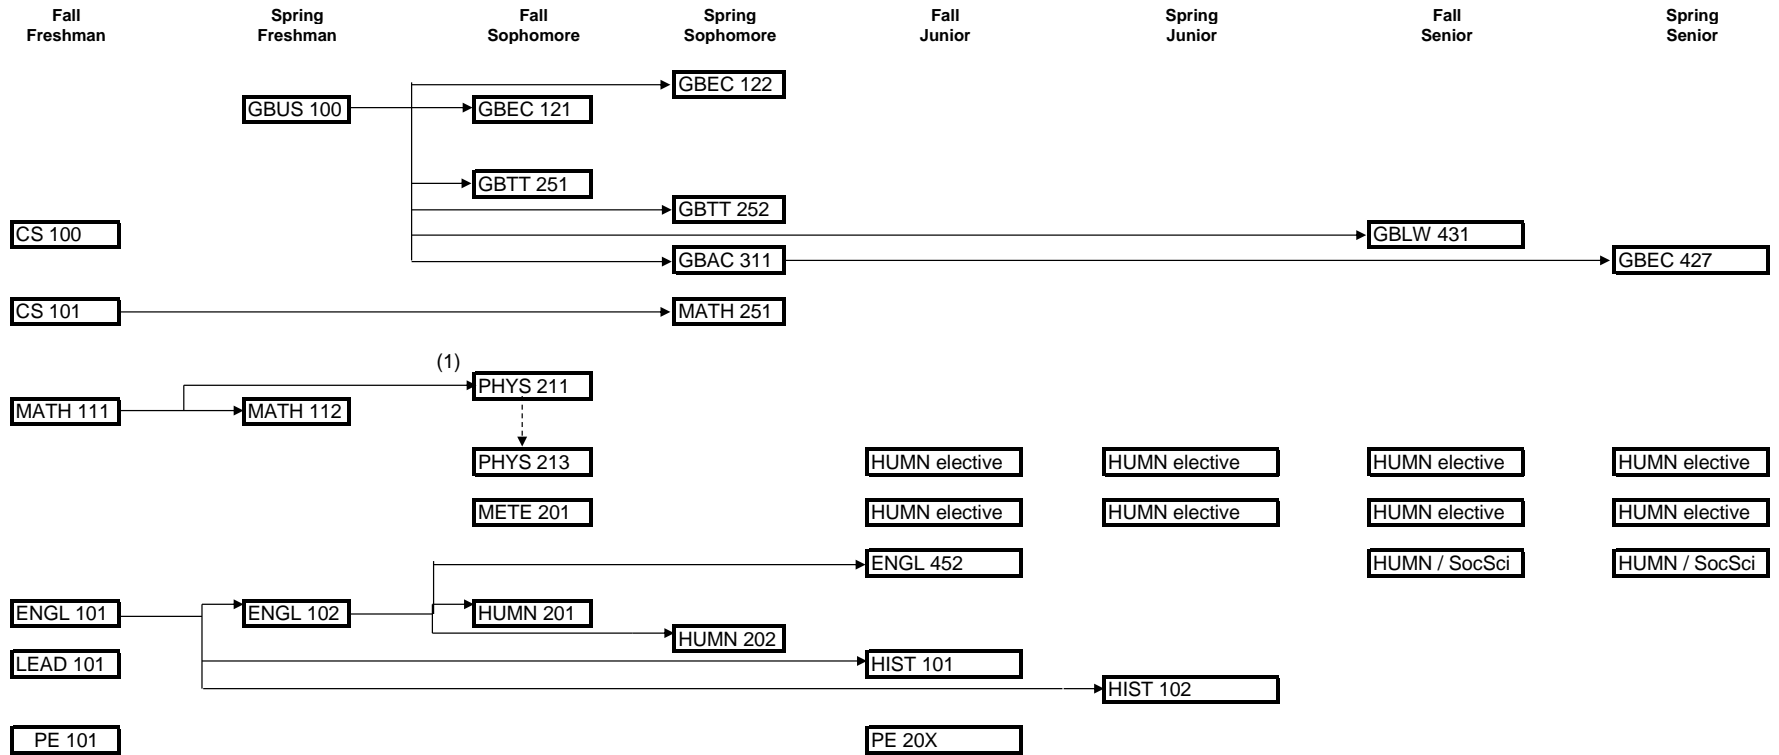 Fall Spring Fall Spring Fall Spring Fall Spring
Freshman Freshman Sophomore Sophomore Junior Junior Senior Senior
GBEC 122
GBUS 100 GBEC 121
GBTT 251
GBTT 252
CS 100 GBLW 431
GBAC 311 GBEC 427
CS 101 MATH 251
(1)
PHYS 211
MATH 111 MATH 112
PHYS 213 HUMN elective HUMN elective HUMN elective HUMN elective
METE 201 HUMN elective HUMN elective HUMN elective HUMN elective
ENGL 452 HUMN / SocSci HUMN / SocSci
ENGL 101 ENGL 102 HUMN 201
HUMN 202
LEAD 101 HIST 101
HIST 102
PE 101 PE 20X